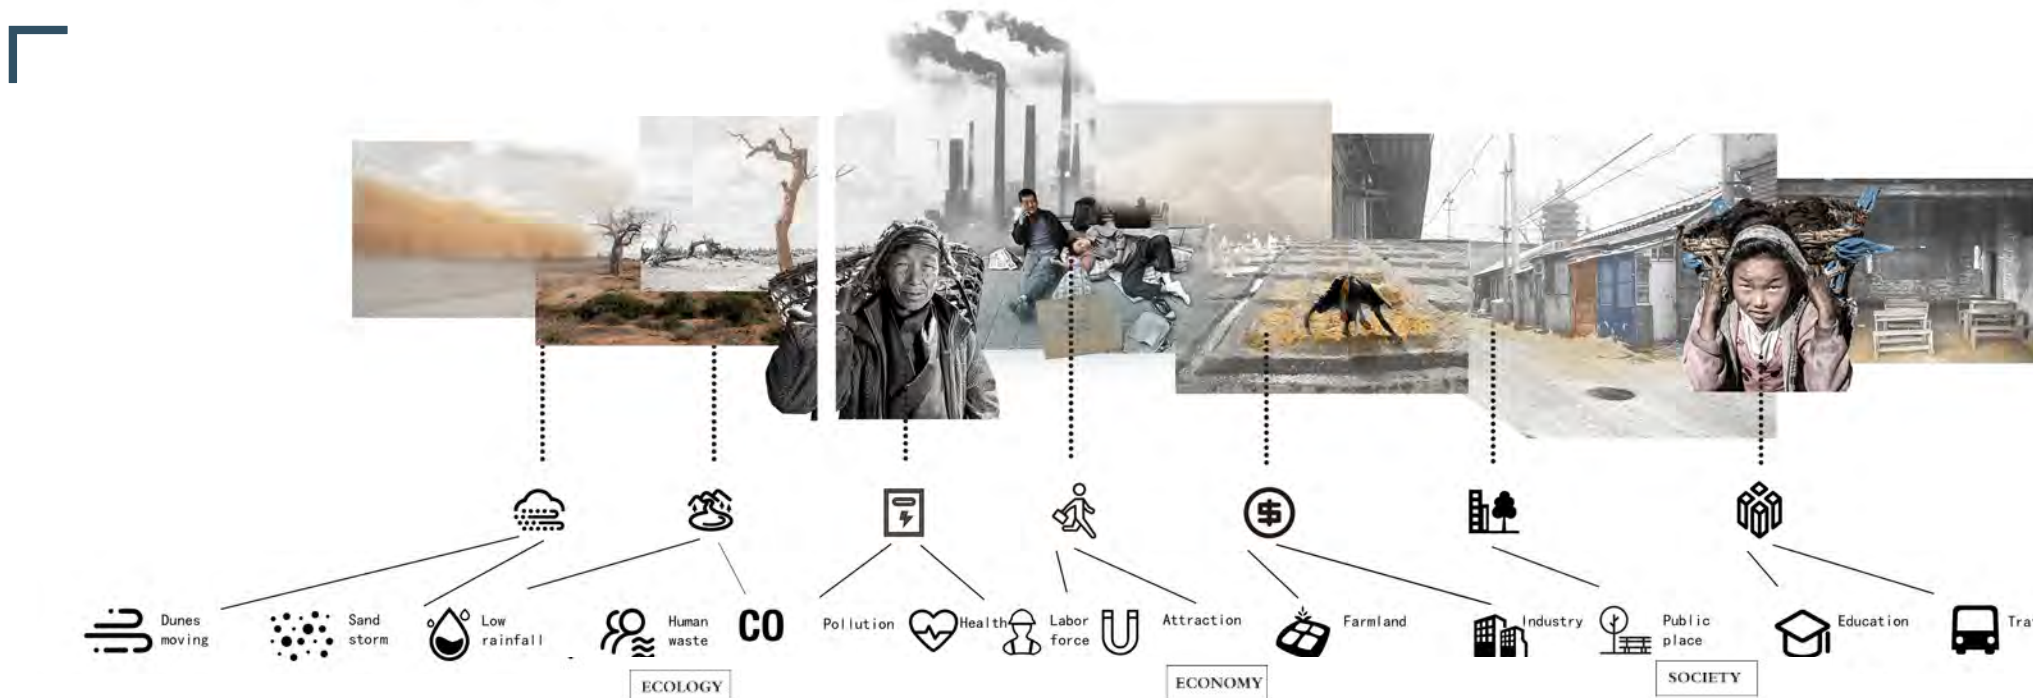 Dunes
moving
Sand
storm
Low
rainfall
Human
waste
CO
Pollution
Health
Labor
force
Attraction
Farmland
Industry
Public
place
Education
Tra
ECOLOGY
ECONOMY
SOCIETY